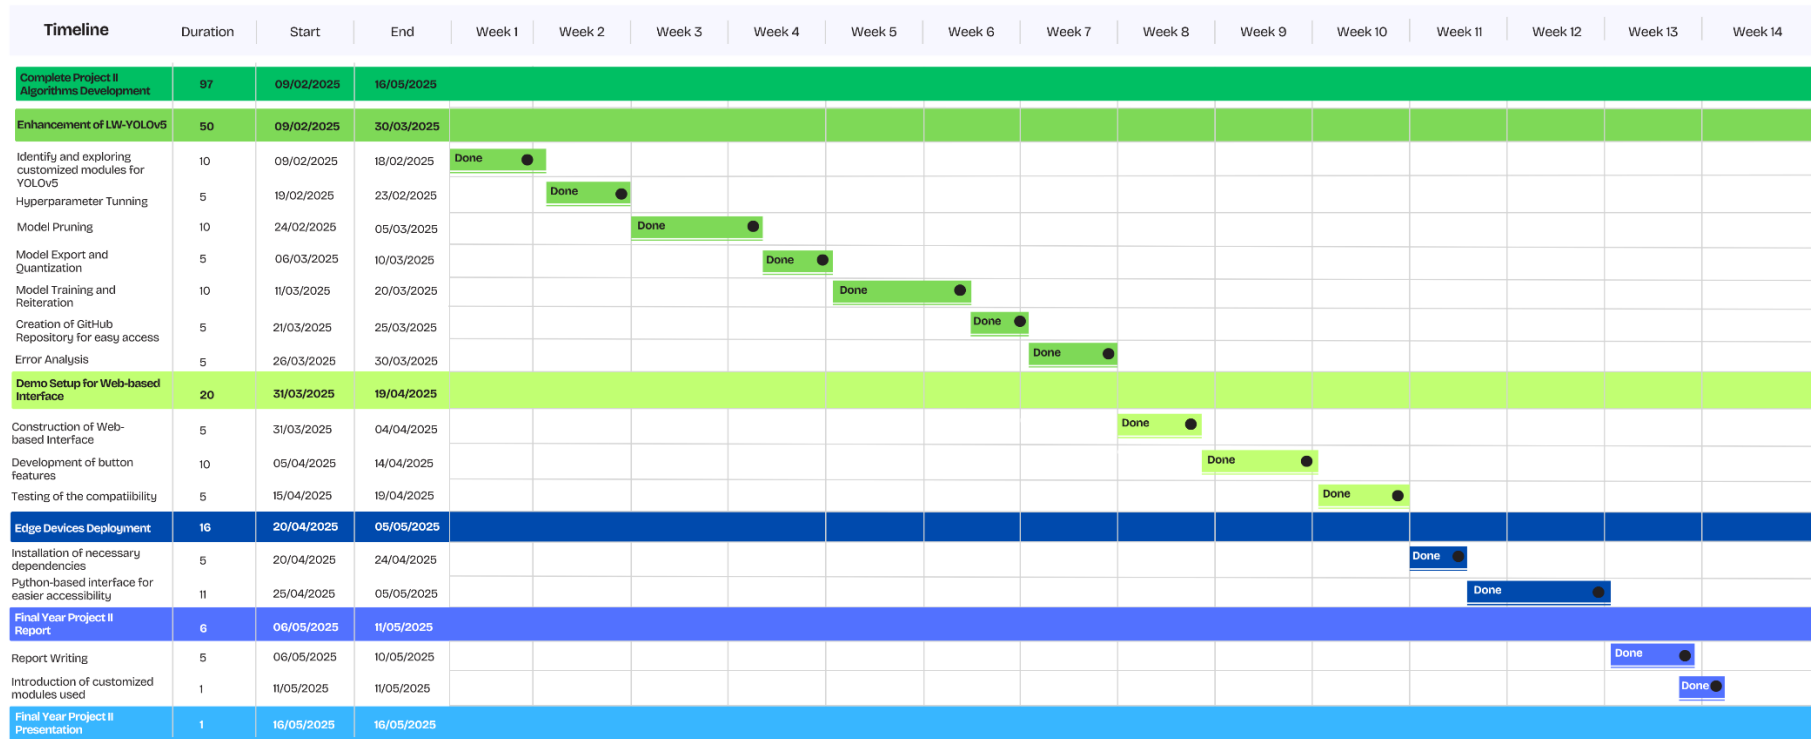 Timeline Duration Start End Week 1 Week 2 Week 3 Week 4 Week 5 Week 6 Week 7 Week 8 Week 9 Week 10 Week 11 Week 12 Week 13 Week 14
Complete Project II
Algorithms Development 97 09/02/2025 16/05/2025
Enhancement of LW-YOLOv5 50 09/02/2025 30/03/2025
Identify and exploring
customized modules for
YOLOv5 10 09/02/2025 18/02/2025 Done
Hyperparameter Tunning 5 19/02/2025 23/02/2025 Done
Model Pruning 10 24/02/2025 05/03/2025 Done
Model Export and
Quantization 5 06/03/2025 10/03/2025 Done
Model Training and
Reiteration 10 11/03/2025 20/03/2025 Done
Creation of GitHub
Repository for easy access 5 21/03/2025 25/03/2025 Done
Error Analysis 5 26/03/2025 30/03/2025 Done
Demo Setup for Web-based
Interface 20 31/03/2025 19/04/2025
Construction of Web-
based Interface 5 31/03/2025 04/04/2025 Done
Development of button
features 10 05/04/2025 14/04/2025 Done
Testing of the compatiibility 5 15/04/2025 19/04/2025 Done
Edge Devices Deployment 16 20/04/2025 05/05/2025
Installation of necessary
dependencies 5 20/04/2025 24/04/2025 Done
Python-based interface for
easier accessibility 11 25/04/2025 05/05/2025 Done
Final Year Project II
Report 6 06/05/2025 11/05/2025
Report Writing 5 06/05/2025 10/05/2025 Done
Introduction of customized
modules used 1 11/05/2025 11/05/2025 Done
Final Year Project II
Presentation 1 16/05/2025 16/05/2025